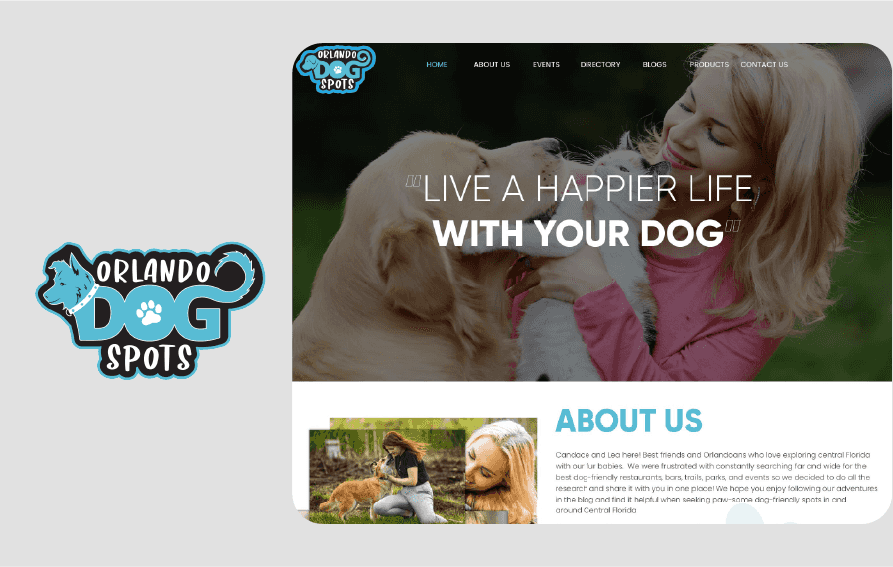 ORLANDO
DOG
SPOTS
ORLANDO
DOG
SPOTS
HOME ABOUT US EVENTS DIRECTORY BLOGS PRODUCTS CONTACT US
"LIVE A HAPPIER LIFE
WITH YOUR DOG"
ABOUT US
Candace and Lea here! Best friends and Orlandoans who love exploring central Florida
with our fur babies. We were frustrated with constantly searching far and wide for the
best dog-friendly restaurants, bars, trails, parks, and events so we decided to do all the
research and share it with you in one place! We hope you enjoy following our adventures
in the blog and find it helpful when seeking paw-some dog-friendly spots in and
around Central Florida